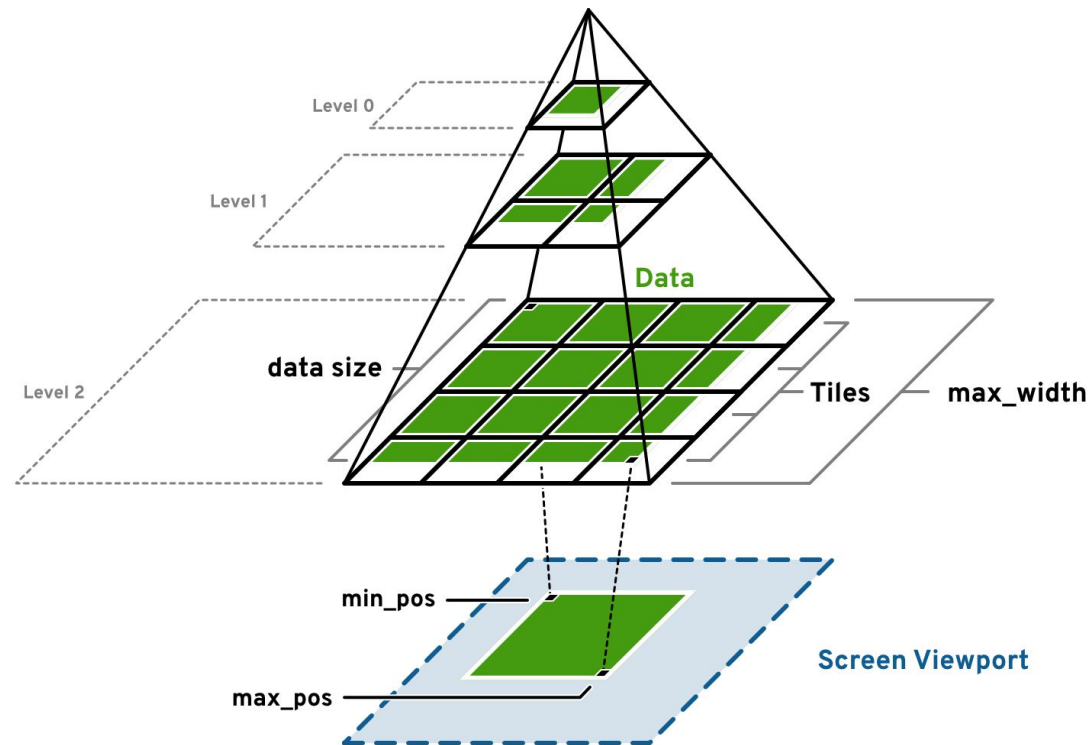 Level 0
Level 1
Data
data size
Level 2
Tiles
max_width
min_pos
Screen Viewport
max_pos